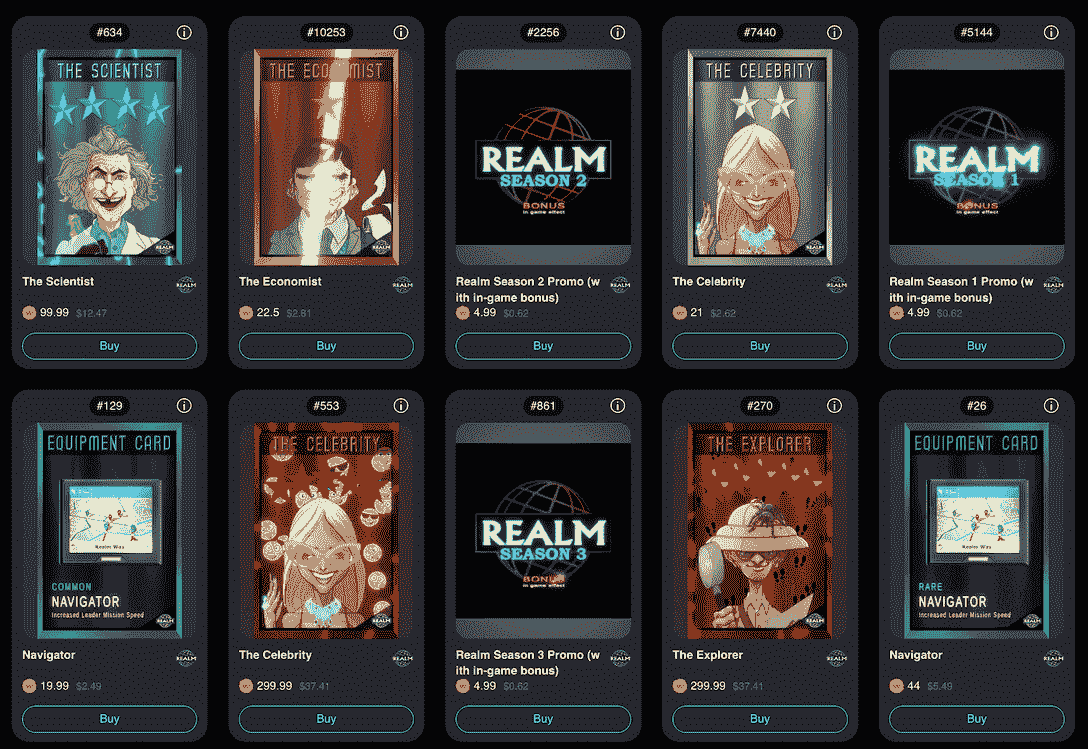 #634
THE SCIENTIST
REALM
The Scientist
REALM
99.99 $12.47
Buy
#10253
THE ECONOMIST
REALM
The Economist
REALM
22.5 $2.81
Buy
#2256
REALM
SEASON 2
BONUS
in game effect
Realm Season 2 Promo (w
ith in-game bonus)
REALM
4.99 $0.62
Buy
#7440
THE CELEBRITY
REALM
The Celebrity
REALM
21 $2.62
Buy
#5144
REALM
SEASON 1
BONUS
in game effect
Realm Season 1 Promo (w
ith in-game bonus)
REALM
4.99 $0.62
Buy
#129
EQUIPMENT CARD
Realm Way
COMMON
NAVIGATOR
Increased Leader Mission Speed
REALM
Navigator
REALM
19.99 $2.49
Buy
#553
THE CELEBRITY
REALM
The Celebrity
REALM
299.99 $37.41
Buy
#861
REALM
SEASON 3
BONUS
in game effect
Realm Season 3 Promo (w
ith in-game bonus)
REALM
4.99 $0.62
Buy
#270
THE EXPLORER
REALM
The Explorer
REALM
299.99 $37.41
Buy
#26
EQUIPMENT CARD
Realm Way
RARE
NAVIGATOR
Increased Leader Mission Speed
REALM
Navigator
REALM
44 $5.49
Buy